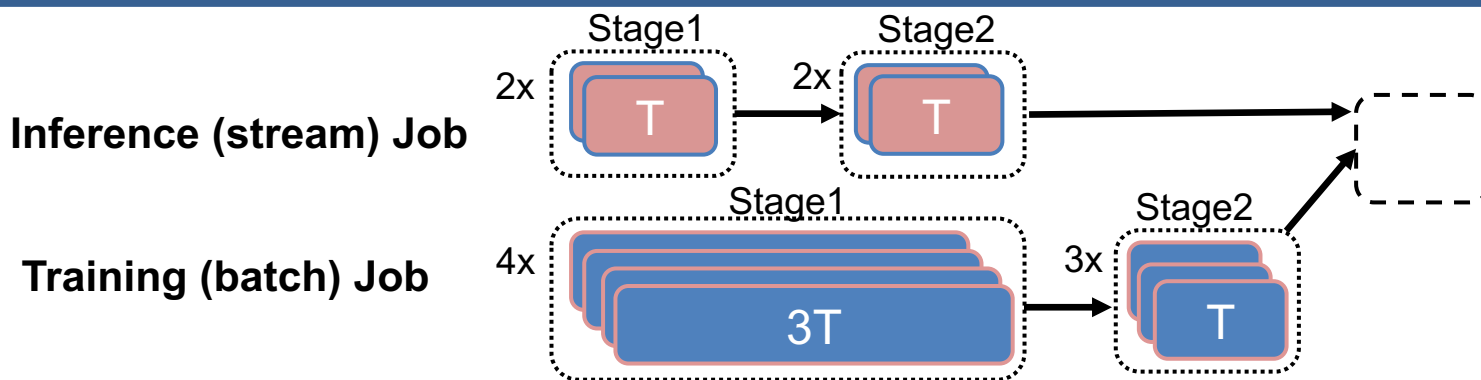 Stage1
Stage2
2x
T
2x
T
Inference (stream) Job
Stage1
Stage2
4x
3T
3x
T
Training (batch) Job